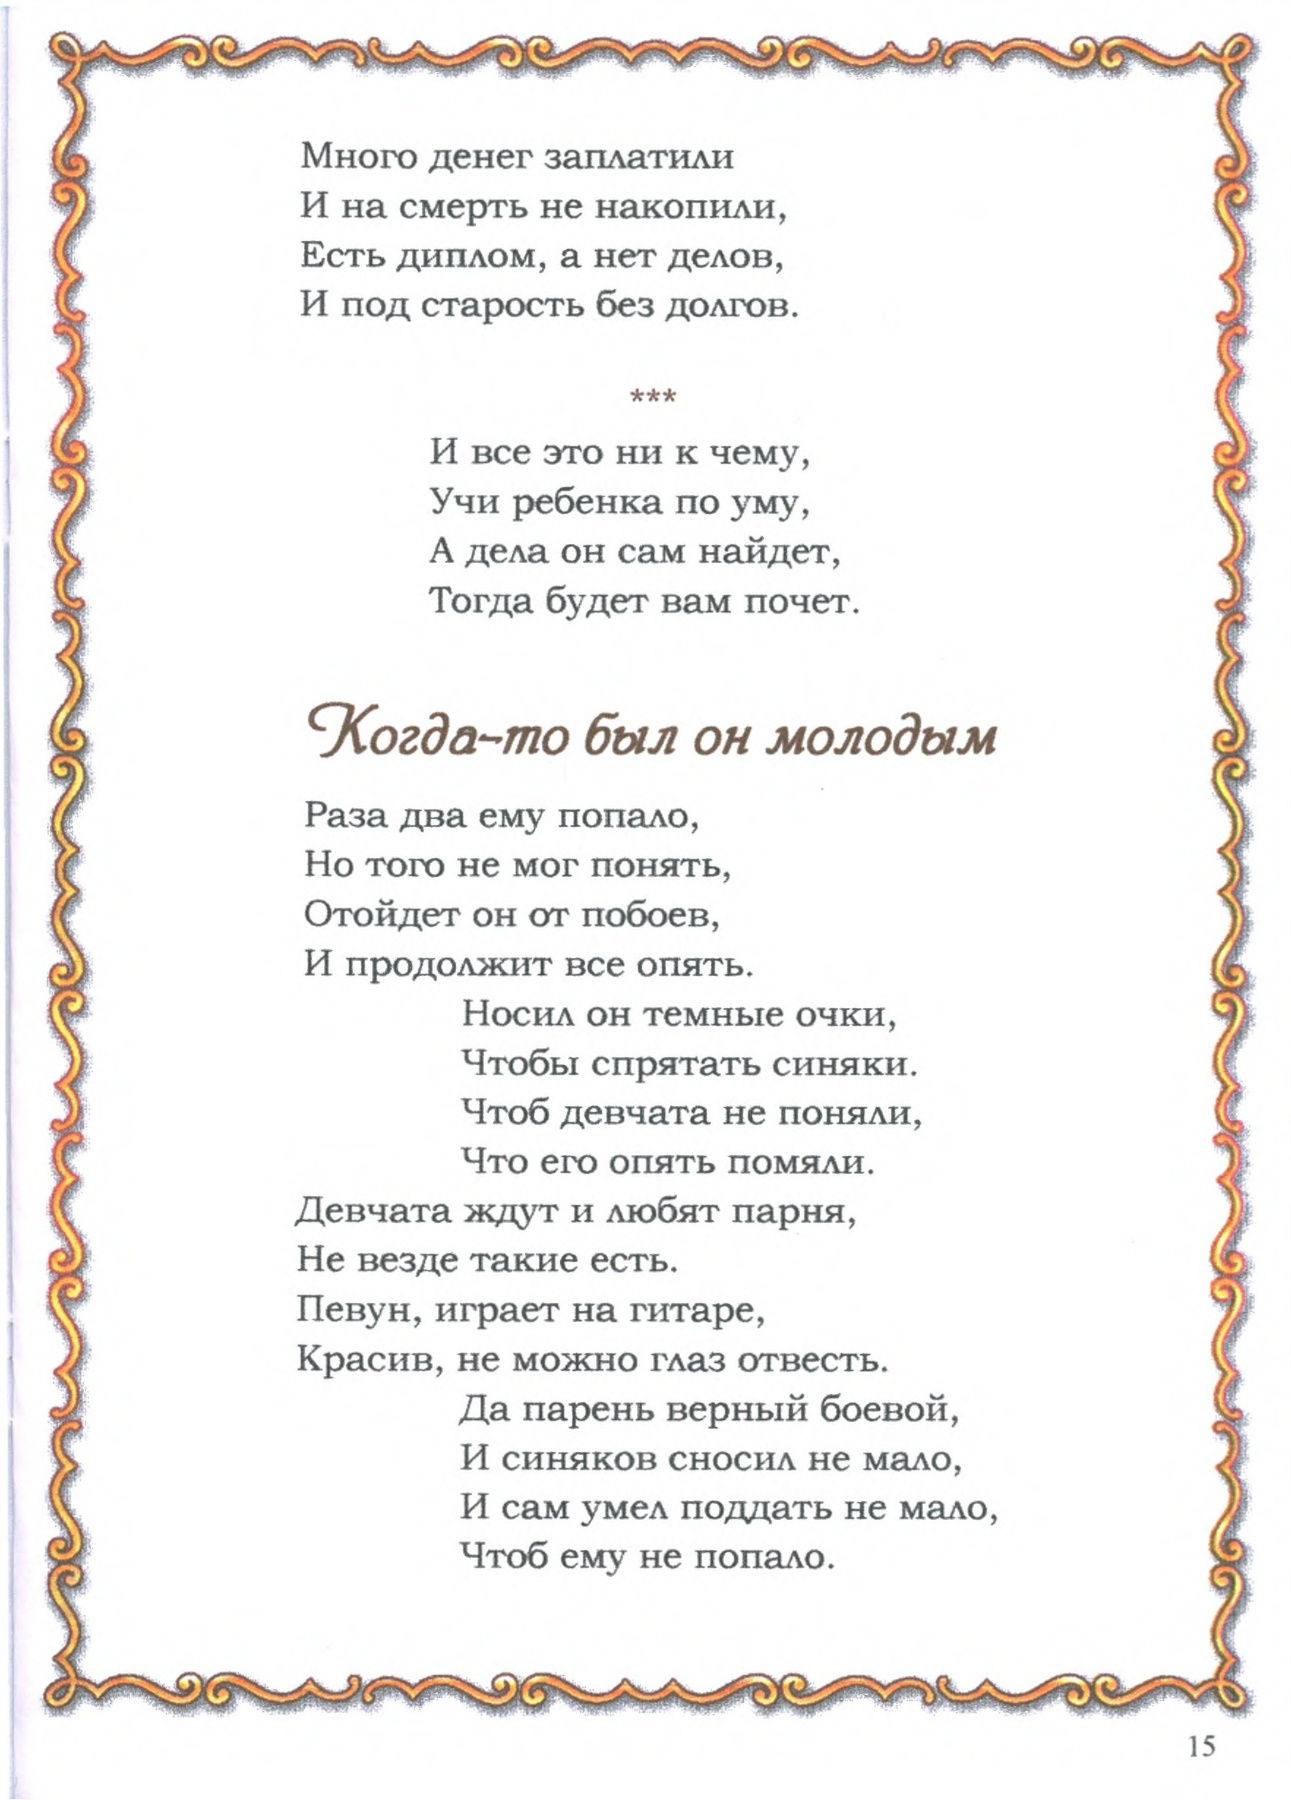 Много денег заплатили
И на смерть не накопили,
Есть диплом, а нет делов,
И под старость без долгов.
***
И все это ни к чему,
Учи ребенка по уму,
А дела он сам найдет,
Тогда будет вам почет.
Когда-то был он молодым
Раза два ему попало,
Но того не мог понять,
Отойдет он от побоев,
И продолжит все опять.
Носил он темные очки,
Чтобы спрятать синяки.
Чтоб девчата не поняли,
Что его опять помяли.
Девчата ждут и любят парня,
Не везде такие есть.
Певун, играет на гитаре,
Красив, не можно глаз отвесть.
Да парень верный боевой,
И синяков сносил не мало,
И сам умел поддать не мало,
Чтоб ему не попало.
15